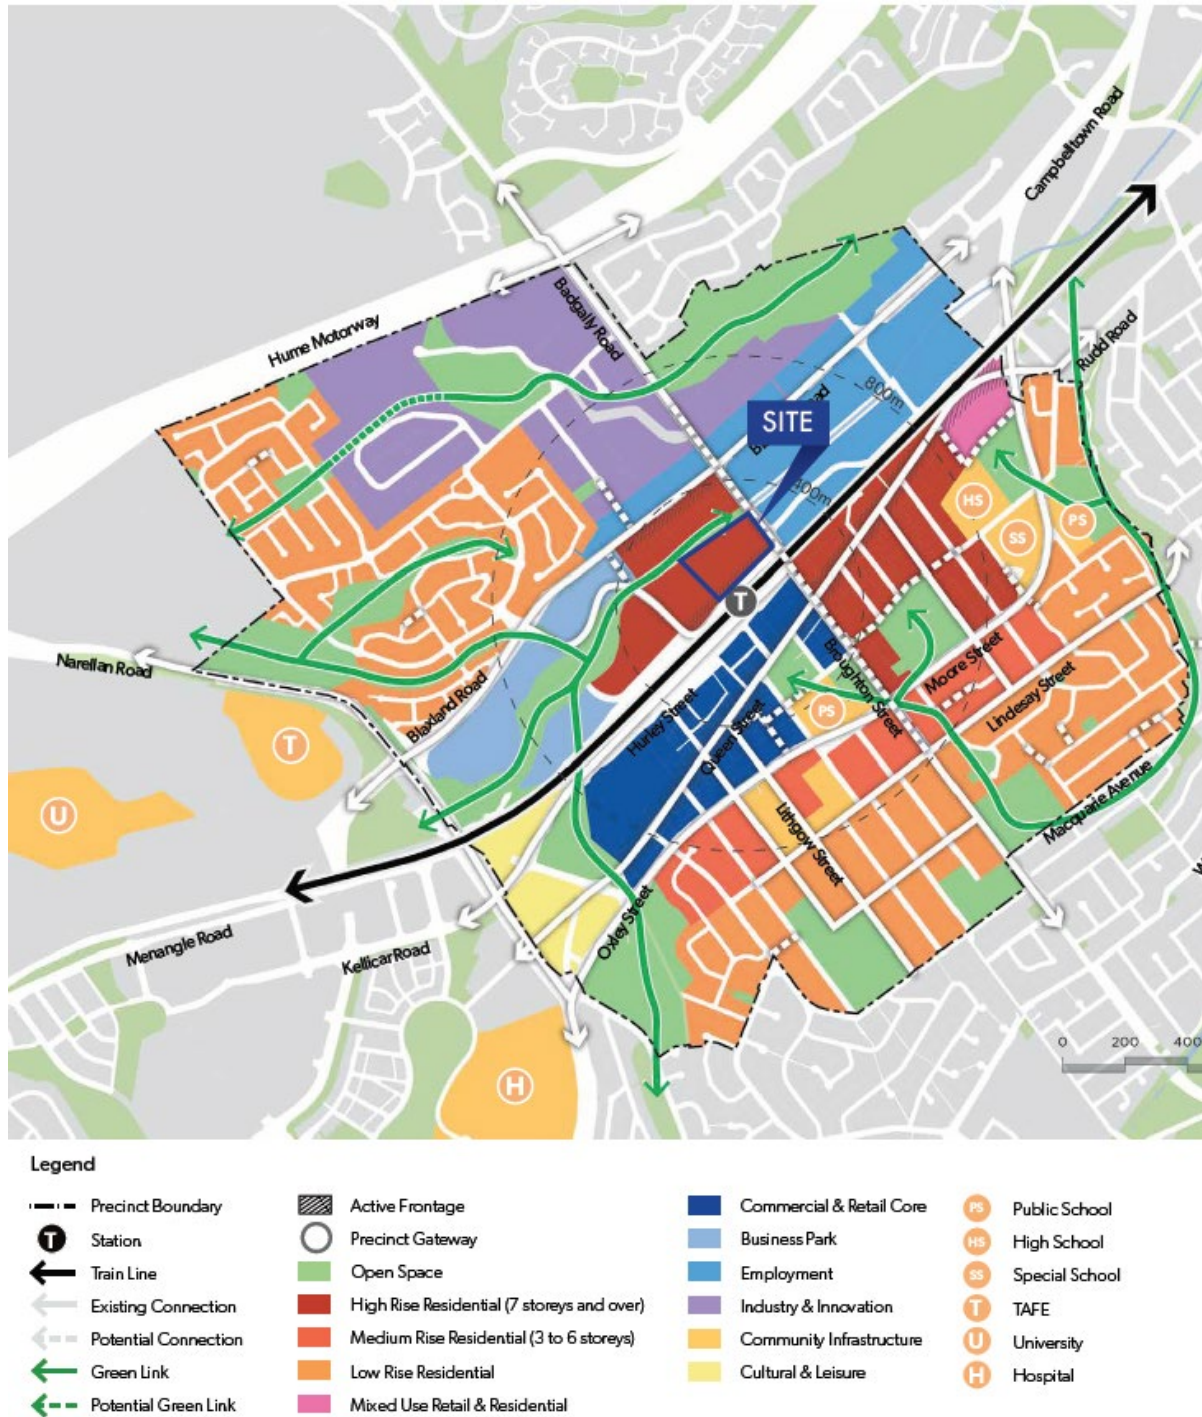 Campbelltown Road
Badgally Road
Hume Motorway
Rudd Road
800m
SITE
400m
HS
PS
SS
T
Narellan Road
Blaxland Road
Hurley Street
Queen Street
Broughton Street
Moore Street
Lindesay Street
PS
T
U
Lithgow Street
Macquarie Avenue
Oxley Street
Menangle Road
Kellicar Road
H
0 200 400
Legend
Precinct Boundary
T Station
Train Line
Existing Connection
Potential Connection
Green Link
Potential Green Link
Active Frontage
Precinct Gateway
Open Space
High Rise Residential (7 storeys and over)
Medium Rise Residential (3 to 6 storeys)
Low Rise Residential
Mixed Use Retail & Residential
Commercial & Retail Core
Business Park
Employment
Industry & Innovation
Community Infrastructure
Cultural & Leisure
PS Public School
HS High School
SS Special School
T TAFE
U University
H Hospital